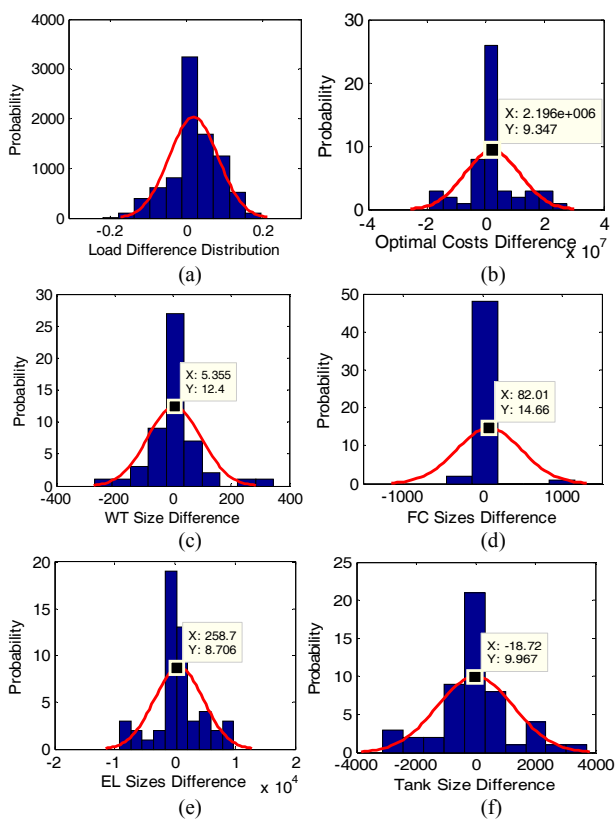 4000
3000
2000
1000
0
Probability
-0.2
0
0.2
Load Difference Distribution
(a)
30
20
10
0
Probability
X: 2.196e+006
Y: 9.347
-4
-2
0
2
4
Optimal Costs Difference
x 10^7
(b)
30
25
20
15
10
5
0
Probability
X: 5.355
Y: 12.4
-400
-200
0
200
400
WT Size Difference
(c)
50
40
30
20
10
0
Probability
X: 82.01
Y: 14.66
-1000
0
1000
FC Sizes Difference
(d)
20
15
10
5
0
Probability
X: 258.7
Y: 8.706
-2
-1
0
1
2
EL Sizes Difference
x 10^4
(e)
25
20
15
10
5
0
Probability
X: -18.72
Y: 9.967
-4000
-2000
0
2000
4000
Tank Size Difference
(f)